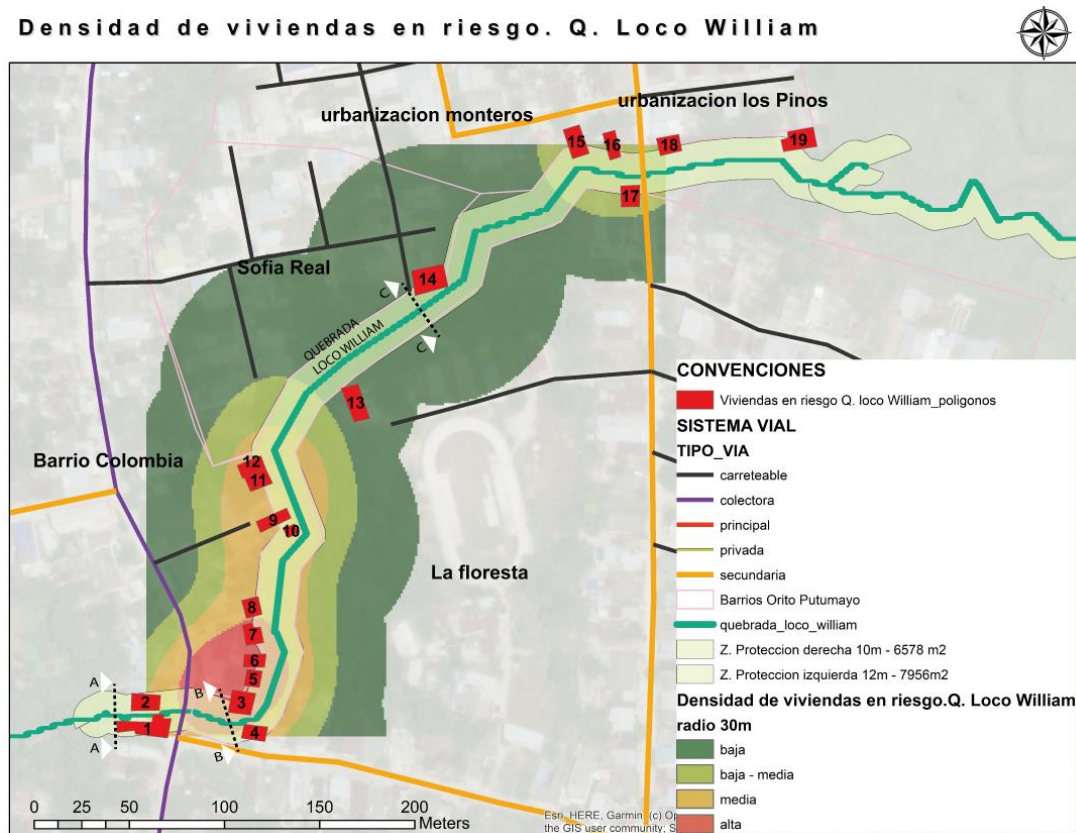 Densidad de viviendas en riesgo. Q. Loco William
urbanizacion monteros
urbanizacion los Pinos
15
16
18
19
17
Sofia Real
14
C
C
QUEBRADA
LOCO WILLIAM
13
Barrio Colombia
12
11
9
10
La floresta
8
7
6
5
A
2
B
3
1
4
A
B
0 50 100 150 200
Meters
Esri, HERE, Garmin, (c) Op
the GIS user community; S
CONVENCIONES
Viviendas en riesgo Q. loco William_poligonos
SISTEMA VIAL
TIPO_VIA
carreteable
colectora
principal
privada
secundaria
Barrios Orito Putumayo
quebrada_loco_william
Z. Proteccion derecha 10m - 6578 m2
Z. Proteccion izquierda 12m - 7956m2
Densidad de viviendas en riesgo.Q. Loco William
radio 30m
baja
baja - media
media
alta